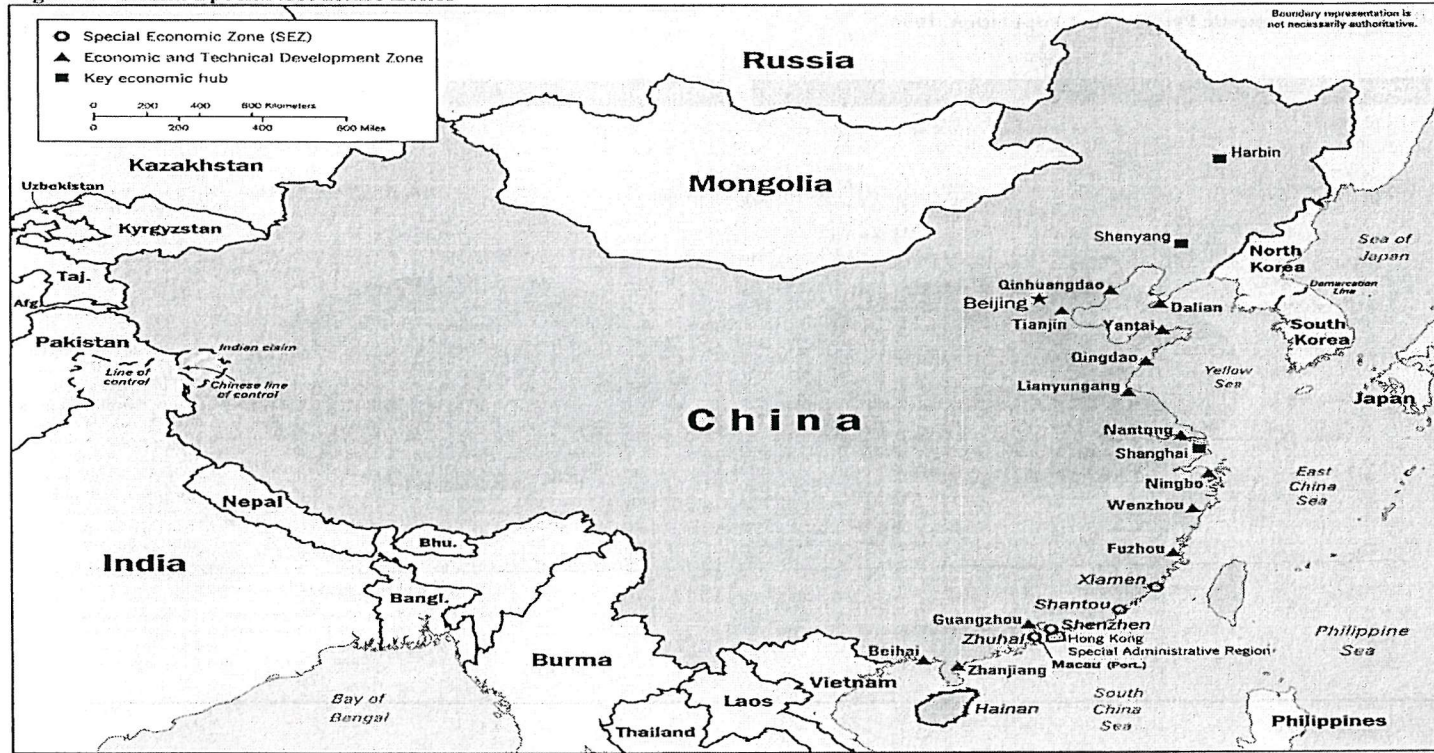 Boundary representation is
not necessarily authoritative.
Special Economic Zone (SEZ)
Economic and Technical Development Zone
Key economic hub
0 200 400 600 Kilometers
0 200 400 600 Miles
Russia
Kazakhstan
Uzbekistan
Kyrgyzstan
Taj.
Afg
Pakistan
Indian claim
Line of
control
Chinese line
of control
Mongolia
Harbin
Shenyang
North
Korea
Sea of
Japan
Demarcation
Line
Qinhuangdao
Beijing
Tianjin
Dalian
Yantai
South
Korea
Qingdao
Yellow
Sea
Lianyungang
Japan
China
Nantong
Shanghai
Ningbo
East
China
Sea
Wenzhou
Nepal
Bhu.
India
Fuzhou
Bangl.
Xiamen
Shantou
Guangzhou
Shenzhen
Zhuhai
Hong Kong
Special Administrative Region
Macau (Port.)
Philippine
Sea
Burma
Beihai
Zhanjiang
Vietnam
Laos
Bay of
Bengal
Hainan
South
China
Sea
Thailand
Philippines